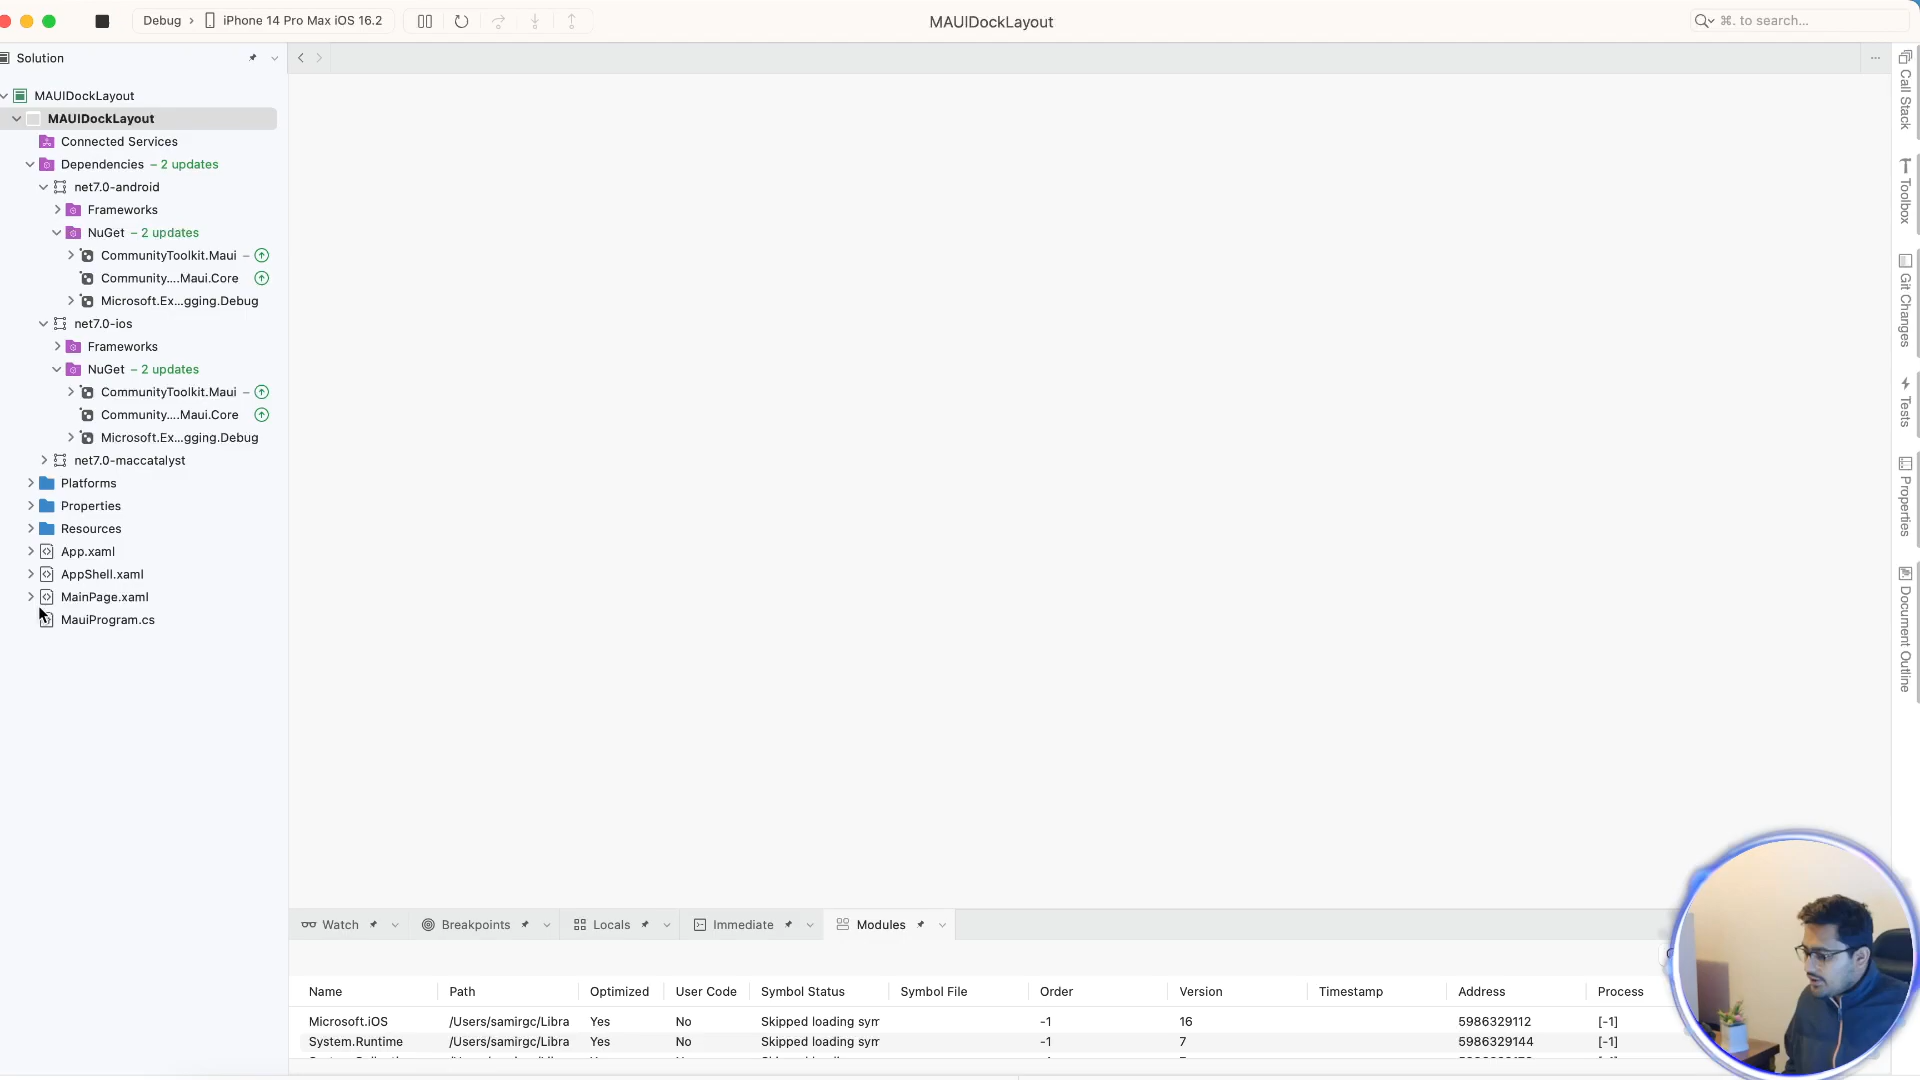 Debug › iPhone 14 Pro Max iOS 16.2
MAUIDockLayout
⌘. to search...
Solution
MAUIDockLayout
MAUIDockLayout
Connected Services
Dependencies – 2 updates
net7.0-android
Frameworks
NuGet – 2 updates
CommunityToolkit.Maui –
Community....Maui.Core
Microsoft.Ex...gging.Debug
net7.0-ios
Frameworks
NuGet – 2 updates
CommunityToolkit.Maui –
Community....Maui.Core
Microsoft.Ex...gging.Debug
net7.0-maccatalyst
Platforms
Properties
Resources
App.xaml
AppShell.xaml
MainPage.xaml
MauiProgram.cs
Call Stack
Toolbox
Git Changes
Tests
Properties
Document Outline
Watch Breakpoints Locals Immediate Modules
Name Path Optimized User Code Symbol Status Symbol File Order Version Timestamp Address Process
Microsoft.iOS /Users/samirgc/Libra Yes No Skipped loading sym -1 16 5986329112 [-1]
System.Runtime /Users/samirgc/Libra Yes No Skipped loading sym -1 7 5986329144 [-1]